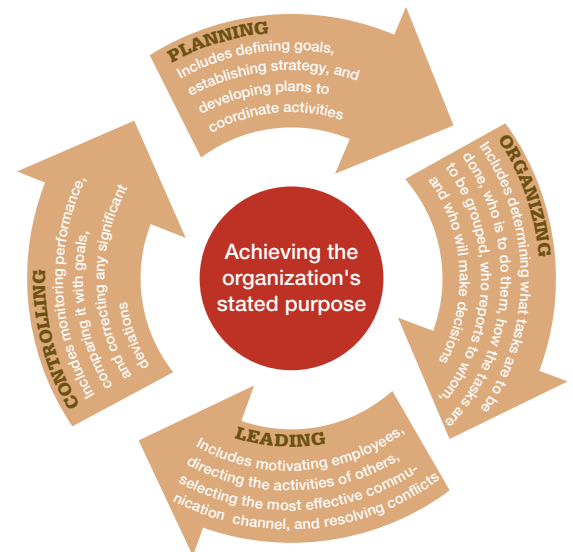 PLANNING
Includes defining goals,
establishing strategy, and
developing plans to
coordinate activities
ORGANIZING
Includes determining what tasks are to be
done, who is to do them, how the tasks are
to be grouped, who reports to whom,
and who will make decisions
LEADING
Includes motivating employees,
directing the activities of others,
selecting the most effective commu-
nication channel, and resolving conflicts
CONTROLLING
Includes monitoring performance,
comparing it with goals,
and correcting any significant
deviations
Achieving the
organization's
stated purpose